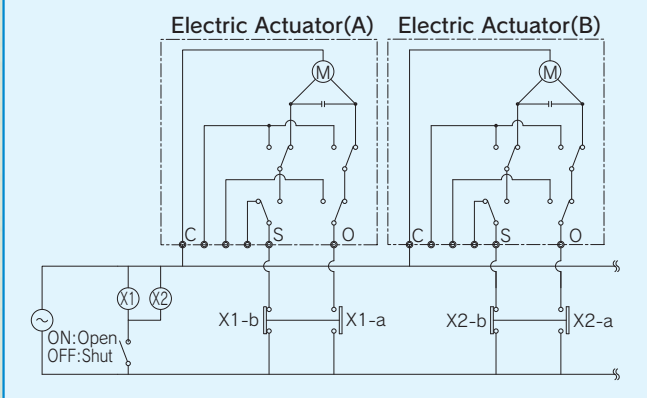 Electric Actuator(A)
Electric Actuator(B)
M
M
C
S
O
C
S
O
X1
X2
X1-b
X1-a
X2-b
X2-a
ON:Open
OFF:Shut